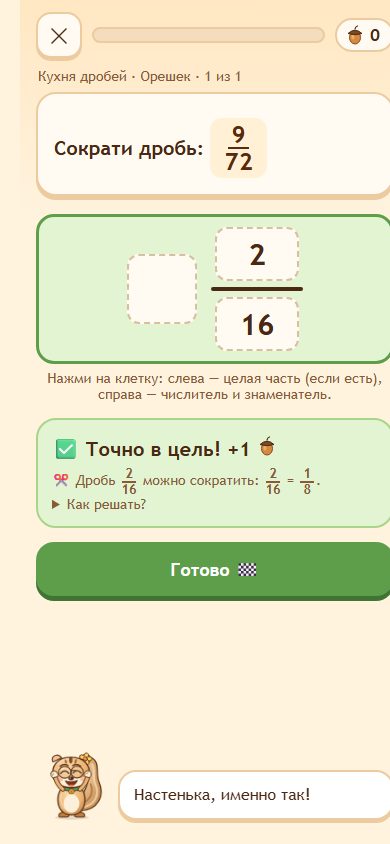 0
Кухня дробей · Орешек · 1 из 1
Сократи дробь: 9/72
2
16
Нажми на клетку: слева — целая часть (если есть),
справа — числитель и знаменатель.
Точно в цель! +1
Дробь 2/16 можно сократить: 2/16 = 1/8.
Как решать?
Готово
Настенька, именно так!